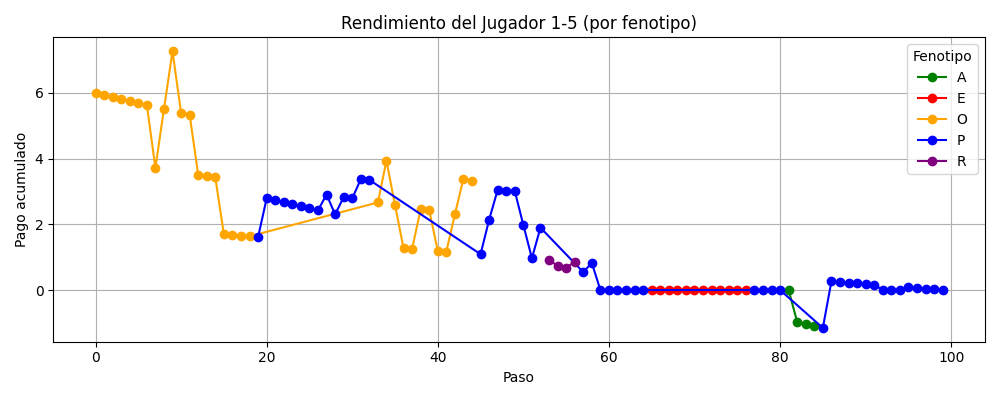 Rendimiento del Jugador 1-5 (por fenotipo)
Pago acumulado
6
4
2
0
Fenotipo
A
E
O
P
R
0 20 40 60 80 100
Paso